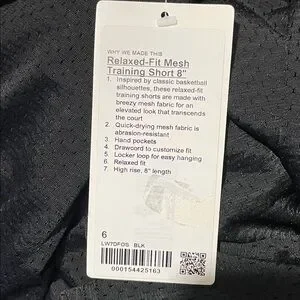 WHY WE MADE THIS
Relaxed-Fit Mesh
Training Short 8"
1. Inspired by classic basketball
silhouettes, these relaxed-fit
training shorts are made with
breezy mesh fabric for an
elevated look that transcends
the court
2. Quick-drying mesh fabric is
abrasion-resistant
3. Hand pockets
4. Drawcord to customize fit
5. Locker loop for easy hanging
6. Relaxed fit
7. High rise, 8" length
6
LW7DFOS BLK
000154425163